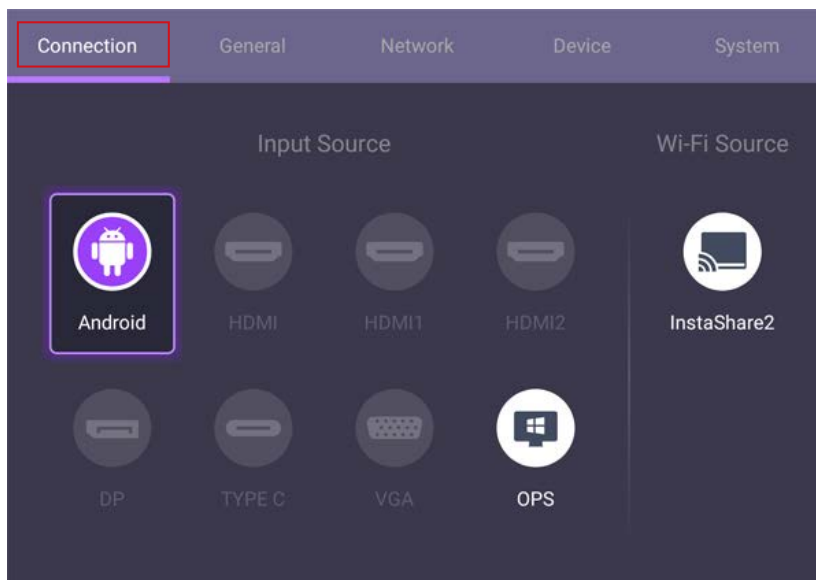 Connection General Network Device System
Input Source Wi-Fi Source
Android HDMI HDMI1 HDMI2 InstaShare2
DP TYPE C VGA OPS